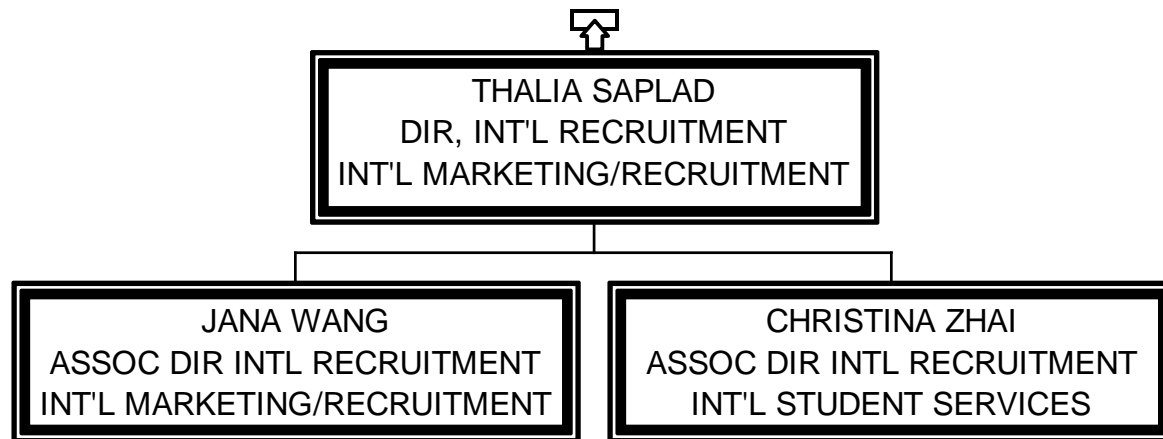 THALIA SAPLAD
DIR, INT'L RECRUITMENT
INT'L MARKETING/RECRUITMENT
JANA WANG
ASSOC DIR INTL RECRUITMENT
INT'L MARKETING/RECRUITMENT
CHRISTINA ZHAI
ASSOC DIR INTL RECRUITMENT
INT'L STUDENT SERVICES